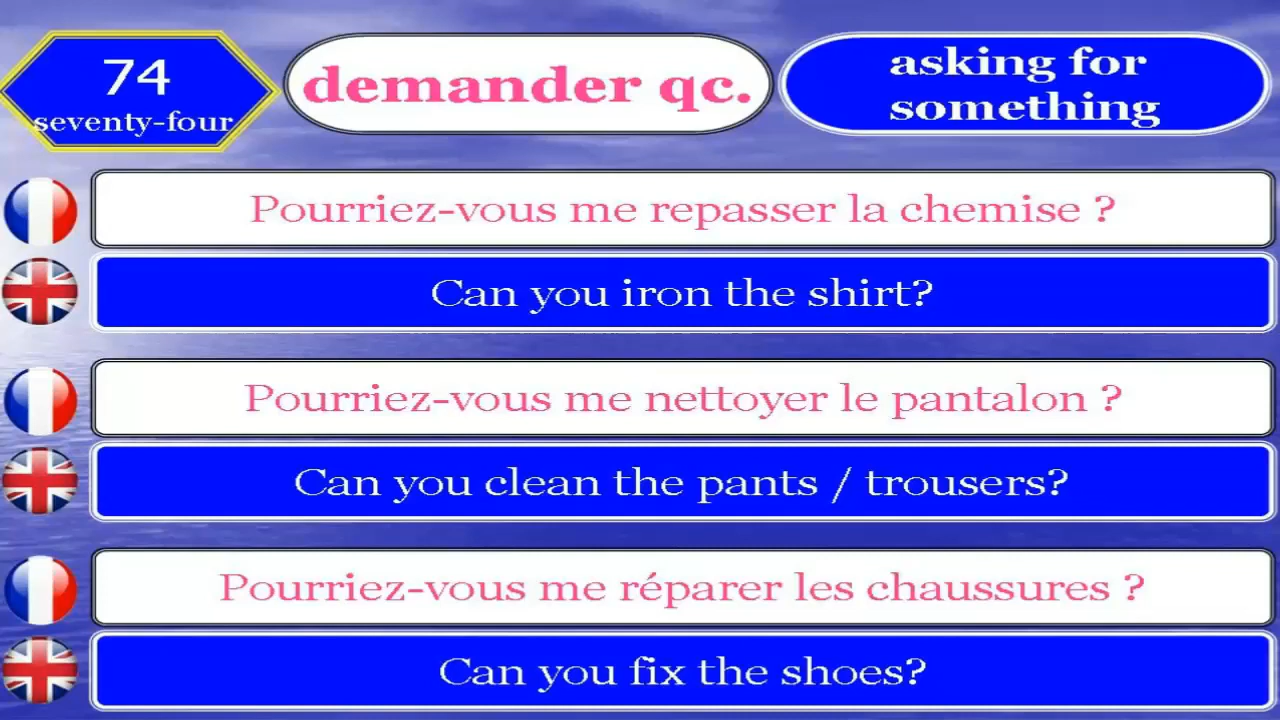 74
seventy-four
demander qc.
asking for
something
Pourriez-vous me repasser la chemise ?
Can you iron the shirt?
Pourriez-vous me nettoyer le pantalon ?
Can you clean the pants / trousers?
Pourriez-vous me réparer les chaussures ?
Can you fix the shoes?